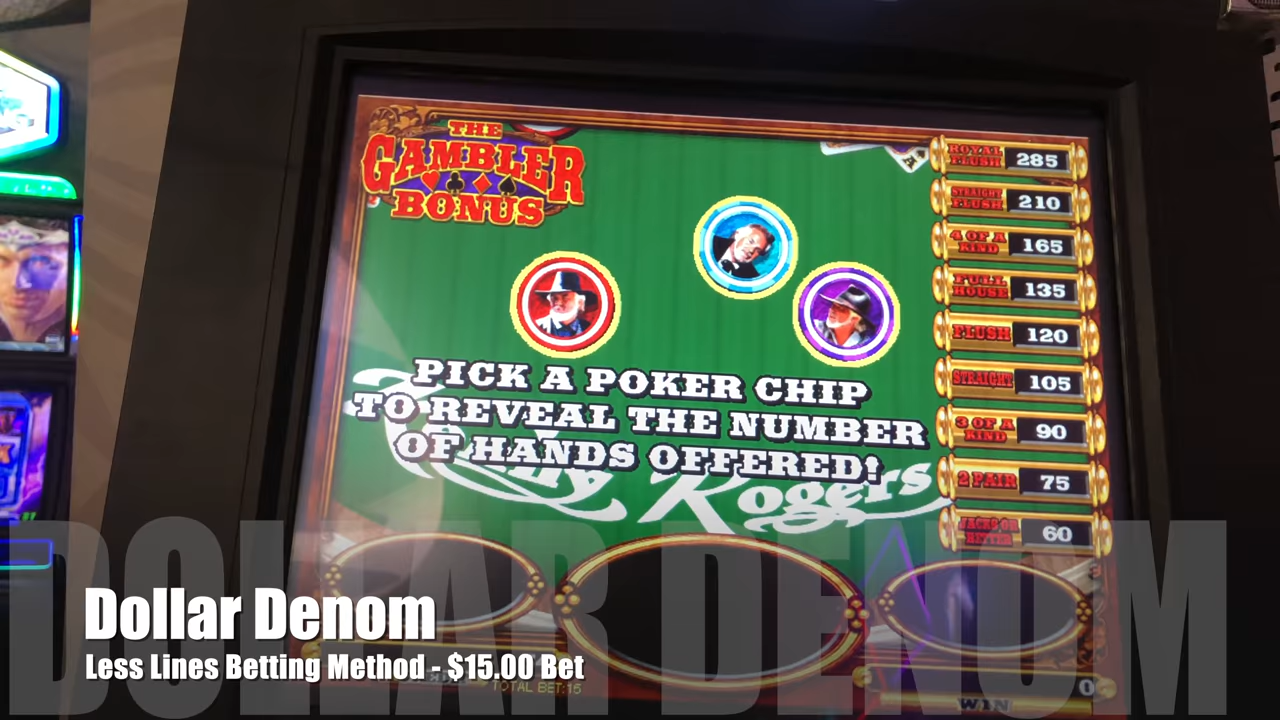 THE
GAMBLER
BONUS
ROYAL
FLUSH 285
STRAIGHT
FLUSH 210
4 OF A
KIND 165
FULL
HOUSE 135
FLUSH 120
STRAIGHT 105
3 OF A
KIND 90
2 PAIR 75
JACKS OR
BETTER 60
PICK A POKER CHIP
TO REVEAL THE NUMBER
OF HANDS OFFERED!
Kenny Rogers
DOLLAR DENOM
Dollar Denom
Less Lines Betting Method - $15.00 Bet
TOTAL BET:15
0
WIN